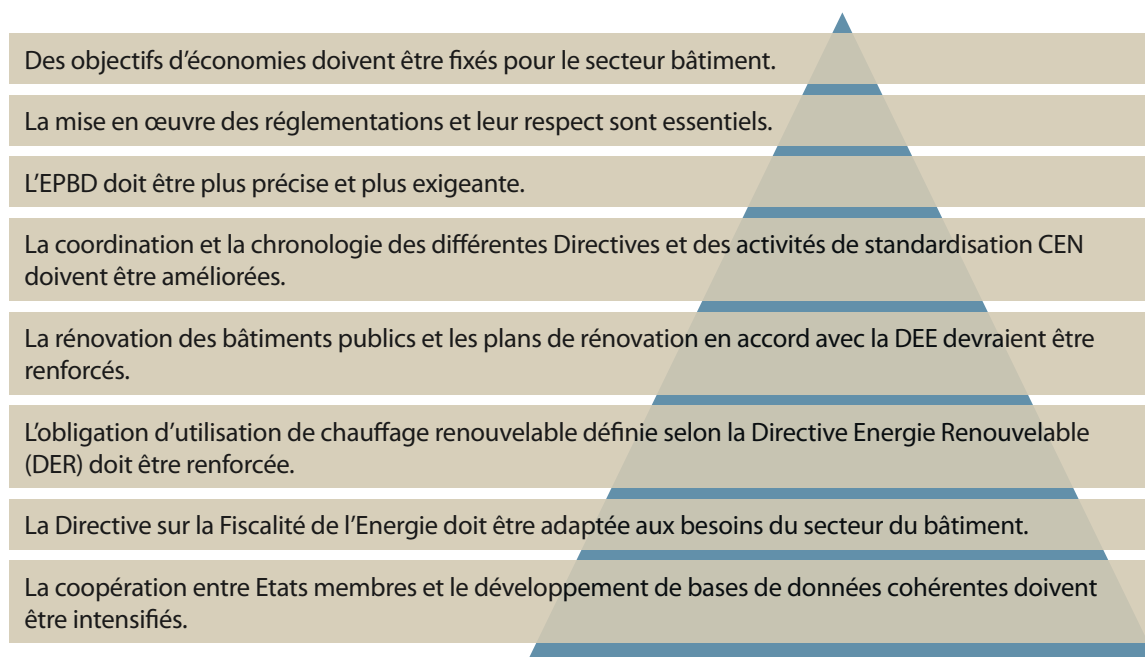 Des objectifs d’économies doivent être fixés pour le secteur bâtiment.
La mise en œuvre des réglementations et leur respect sont essentiels.
L’EPBD doit être plus précise et plus exigeante.
La coordination et la chronologie des différentes Directives et des activités de standardisation CEN
doivent être améliorées.
La rénovation des bâtiments publics et les plans de rénovation en accord avec la DEE devraient être
renforcés.
L’obligation d’utilisation de chauffage renouvelable définie selon la Directive Energie Renouvelable
(DER) doit être renforcée.
La Directive sur la Fiscalité de l’Energie doit être adaptée aux besoins du secteur du bâtiment.
La coopération entre Etats membres et le développement de bases de données cohérentes doivent
être intensifiés.